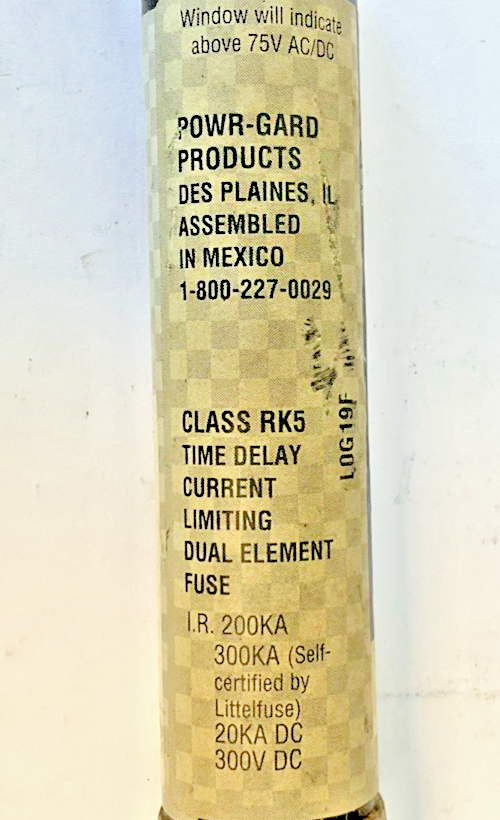 Window will indicate
above 75V AC/DC
POWR-GARD
PRODUCTS
DES PLAINES, IL
ASSEMBLED
IN MEXICO
1-800-227-0029
CLASS RK5
TIME DELAY
CURRENT
LIMITING
DUAL ELEMENT
FUSE
I.R. 200KA
300KA (Self-
certified by
Littelfuse)
20KA DC
300V DC
L0G19F